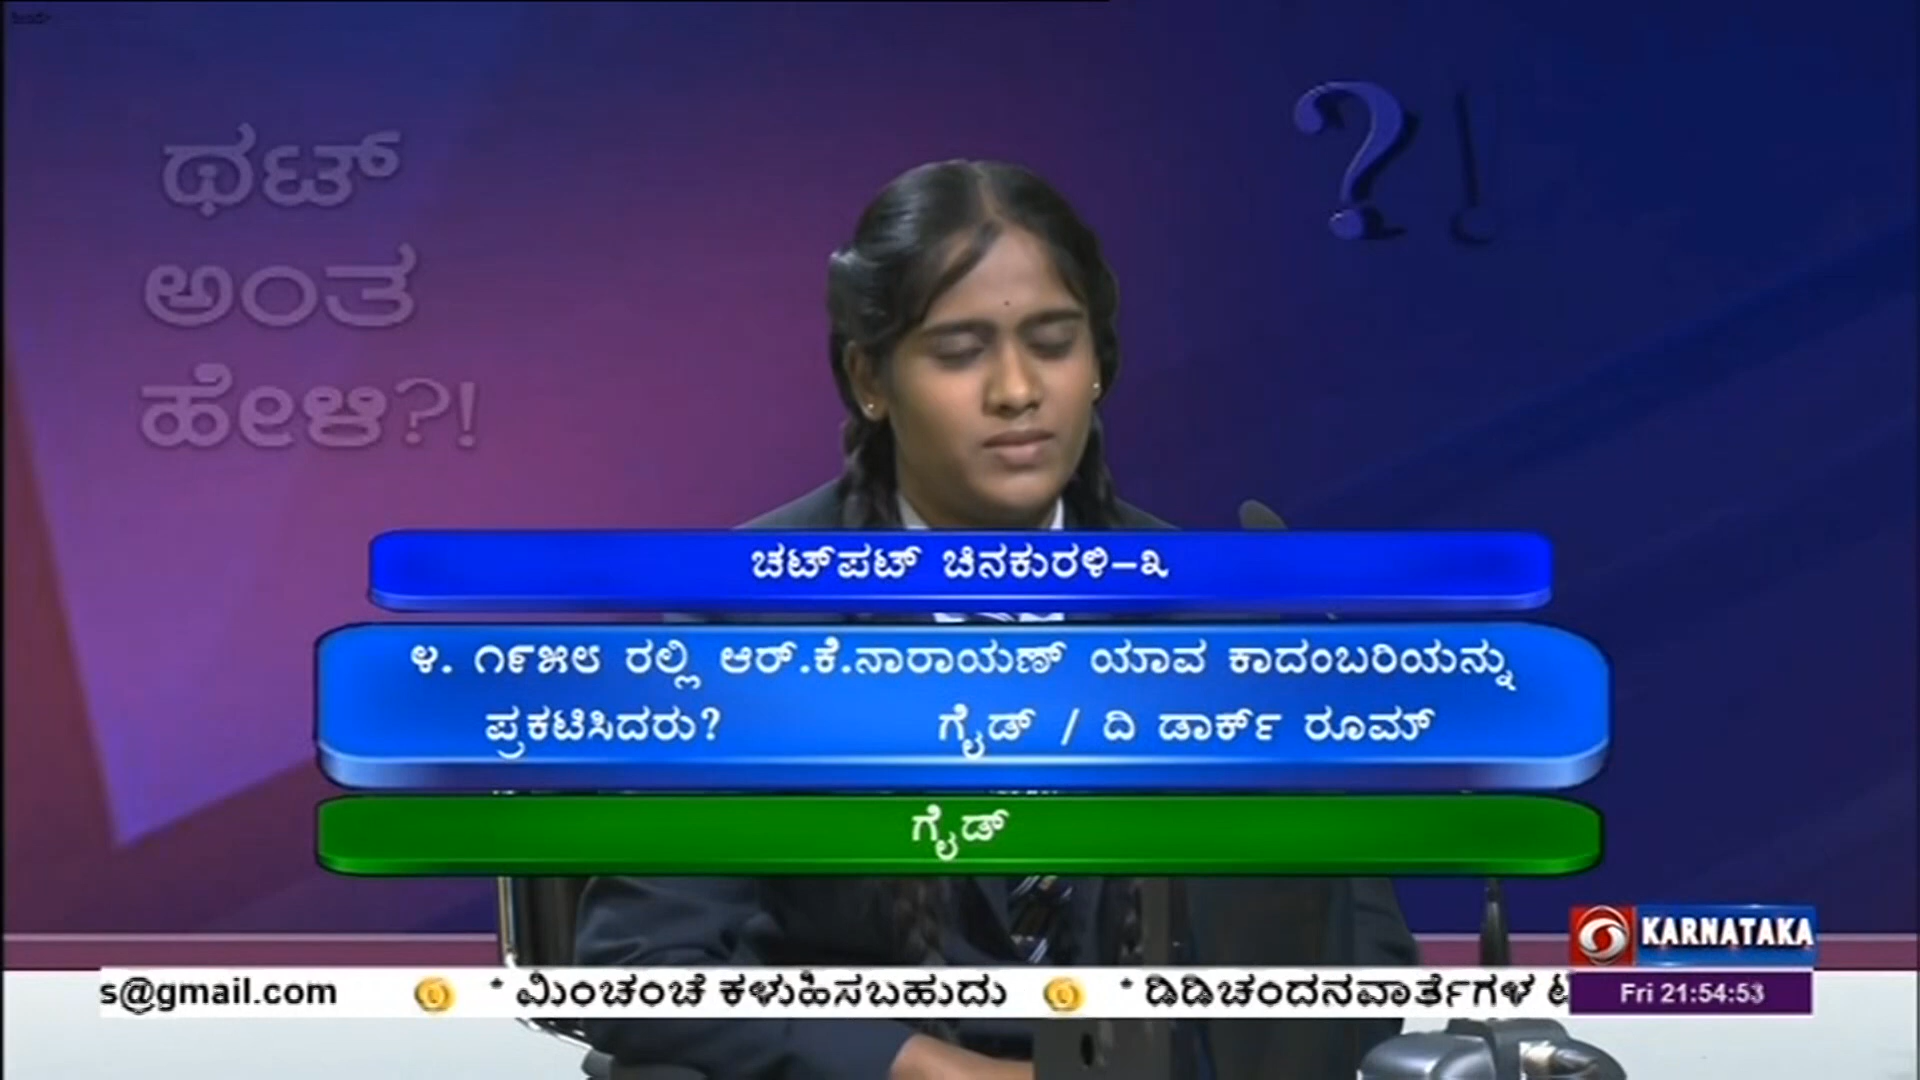 ಥಟ್
ಅಂತ
ಹೇಳಿ?!
?!
ಚಟ್‌ಪಟ್ ಚಿನಕುರಳಿ–೩
೪. ೧೯೫೮ ರಲ್ಲಿ ಆರ್.ಕೆ.ನಾರಾಯಣ್ ಯಾವ ಕಾದಂಬರಿಯನ್ನು
ಪ್ರಕಟಿಸಿದರು? ಗೈಡ್ / ದಿ ಡಾರ್ಕ್ ರೂಮ್
ಗೈಡ್
KARNATAKA
s@gmail.com * ಮಿಂಚಂಚೆ ಕಳುಹಿಸಬಹುದು * ಡಿಡಿಚಂದನವಾರ್ತೆಗಳ
Fri 21:54:53